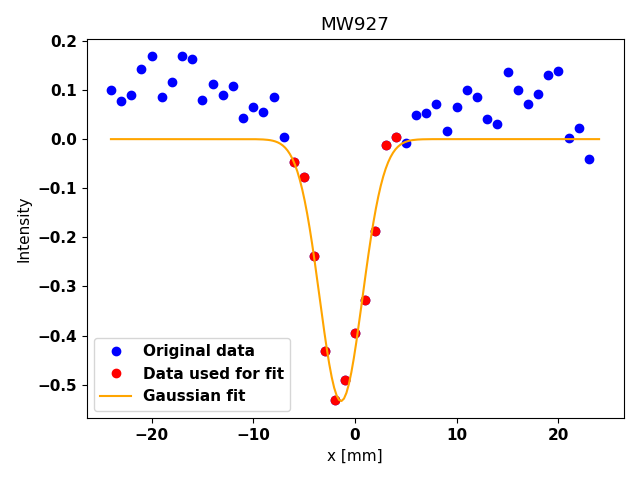 MW927
Intensity
0.2
0.1
0.0
−0.1
−0.2
−0.3
−0.4
−0.5
Original data
Data used for fit
Gaussian fit
−20 −10 0 10 20
x [mm]